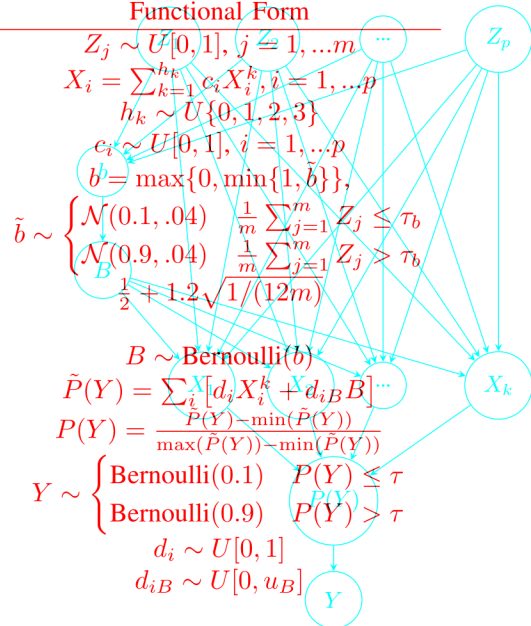 Functional Form
Z_j ∼ U[0, 1], j = 1, ...m
X_i = ∑_{k=1}^{h_k} c_i X_i^k, i = 1, ...p
h_k ∼ U{0, 1, 2, 3}
c_i ∼ U[0, 1], i = 1, ...p
b = max{0, min{1, b̃}},
b̃ ∼ { N(0.1, .04) 1/m ∑_{j=1}^m Z_j ≤ τ_b
N(0.9, .04) 1/m ∑_{j=1}^m Z_j > τ_b
1/2 + 1.2√(1/(12m))
B ∼ Bernoulli(b)
P̃(Y) = ∑_i [d_i X_i^k + d_{iB} B]
P(Y) = (P̃(Y)−min(P̃(Y)))/(max(P̃(Y))−min(P̃(Y)))
Y ∼ { Bernoulli(0.1) P(Y) ≤ τ
Bernoulli(0.9) P(Y) > τ
d_i ∼ U[0, 1]
d_{iB} ∼ U[0, u_B]
... Z_p
b
B
... X_k
P(Y)
Y